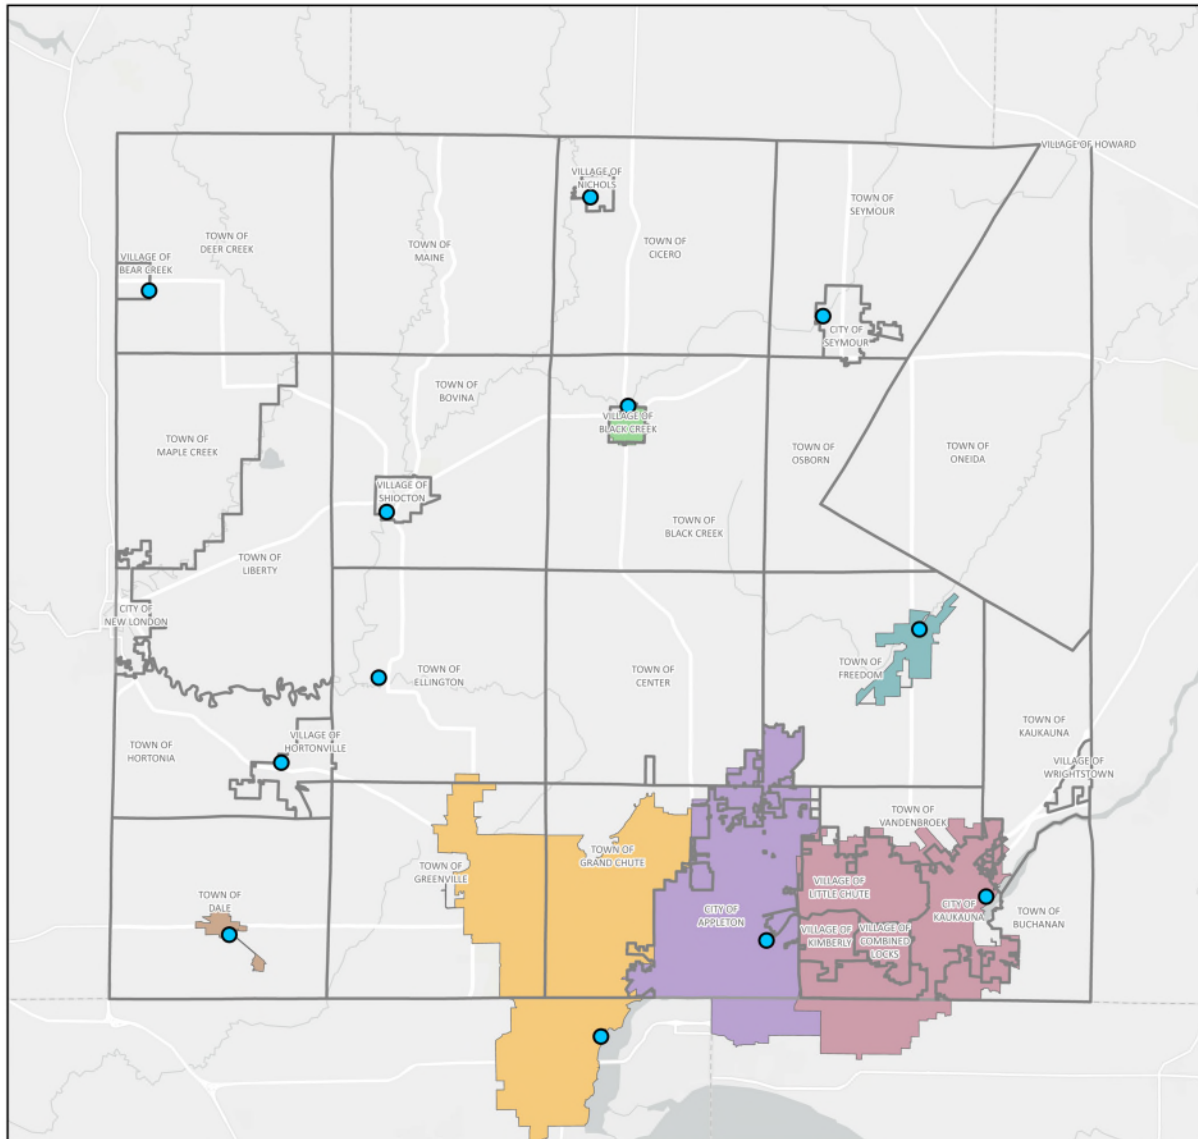 VILLAGE OF HOWARD
VILLAGE OF
NICHOLS
TOWN OF
SEYMOUR
TOWN OF
DEER CREEK
TOWN OF
MAINE
TOWN OF
CICERO
VILLAGE OF
BEAR CREEK
CITY OF
SEYMOUR
TOWN OF
BOVINA
VILLAGE OF
BLACK CREEK
TOWN OF
MAPLE CREEK
TOWN OF
OSBORN
TOWN OF
ONEIDA
VILLAGE OF
SHIOCTON
TOWN OF
BLACK CREEK
TOWN OF
LIBERTY
CITY OF
NEW LONDON
TOWN OF
ELLINGTON
TOWN OF
CENTER
TOWN OF
FREEDOM
TOWN OF
KAUKAUNA
TOWN OF
HORTONIA
VILLAGE OF
HORTONVILLE
VILLAGE OF
WRIGHTSTOWN
TOWN OF
VANDENBROEK
TOWN OF
GRAND CHUTE
TOWN OF
GREENVILLE
VILLAGE OF
LITTLE CHUTE
TOWN OF
DALE
CITY OF
APPLETON
CITY OF
KAUKAUNA
TOWN OF
BUCHANAN
VILLAGE OF
KIMBERLY
VILLAGE OF
COMBINED
LOCKS